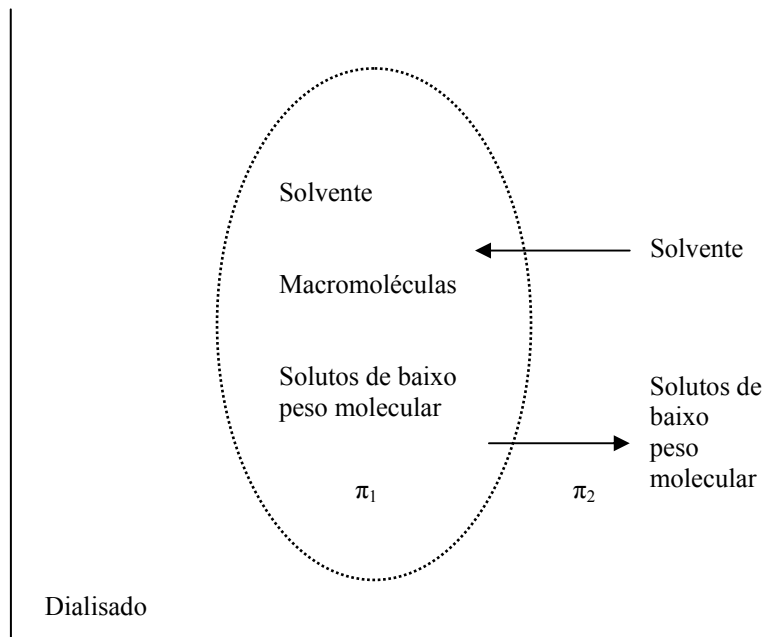 Solvente
Solvente
Macromoléculas
Solutos de baixo
peso molecular
Solutos de
baixo
peso
molecular
π₁
π₂
Dialisado